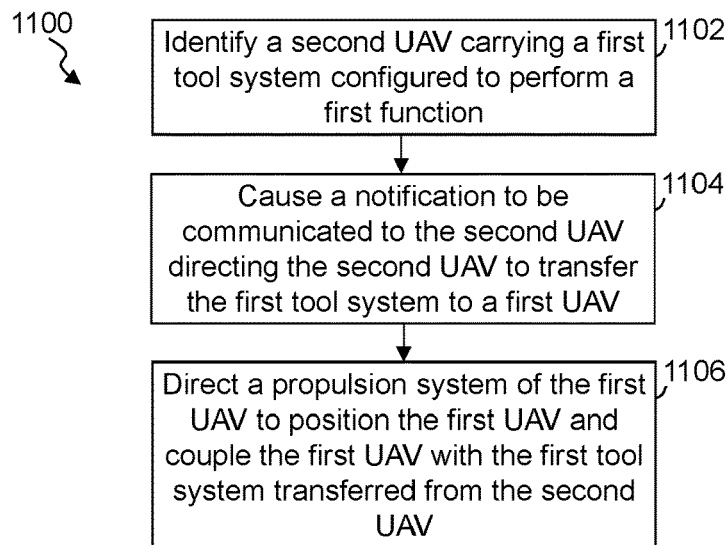 1100
Identify a second UAV carrying a first
tool system configured to perform a
first function
1102
Cause a notification to be
communicated to the second UAV
directing the second UAV to transfer
the first tool system to a first UAV
1104
Direct a propulsion system of the first
UAV to position the first UAV and
couple the first UAV with the first tool
system transferred from the second
UAV
1106